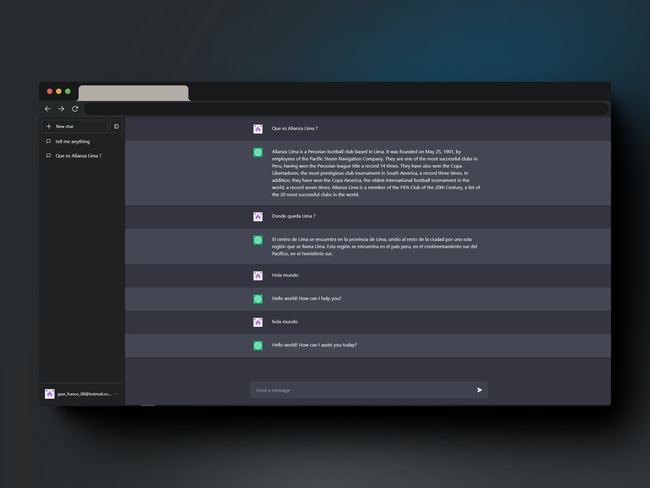 New chat
tell me anything
Que es Alianza Lima ?
Que es Alianza Lima ?
Alianza Lima is a Peruvian football club based in Lima. It was founded on May 25, 1901, by
employees of the Pacific Steam Navigation Company. They are one of the most successful clubs in
Peru, having won the Peruvian league title a record 14 times. They have also won the Copa
Libertadores, the most prestigious club tournament in South America, a record three times. In
addition, they have won the Copa America, the oldest international football tournament in the
world, a record seven times. Alianza Lima is a member of the FIFA Club of the 20th Century, a list of
the 20 most successful clubs in the world.
Donde queda Lima ?
El centro de Lima se encuentra en la provincia de Lima, unido al resto de la ciudad por una sola
región que se llama Lima. Esta región se encuentra en el país peru, en el continentamiento sur del
Pacífico, en el hemisferio sur.
Hola mundo
Hello world! How can I help you?
hola mundo
Hello world! How can I assist you today?
Send a message
gian_franco_09@hotmail.co...